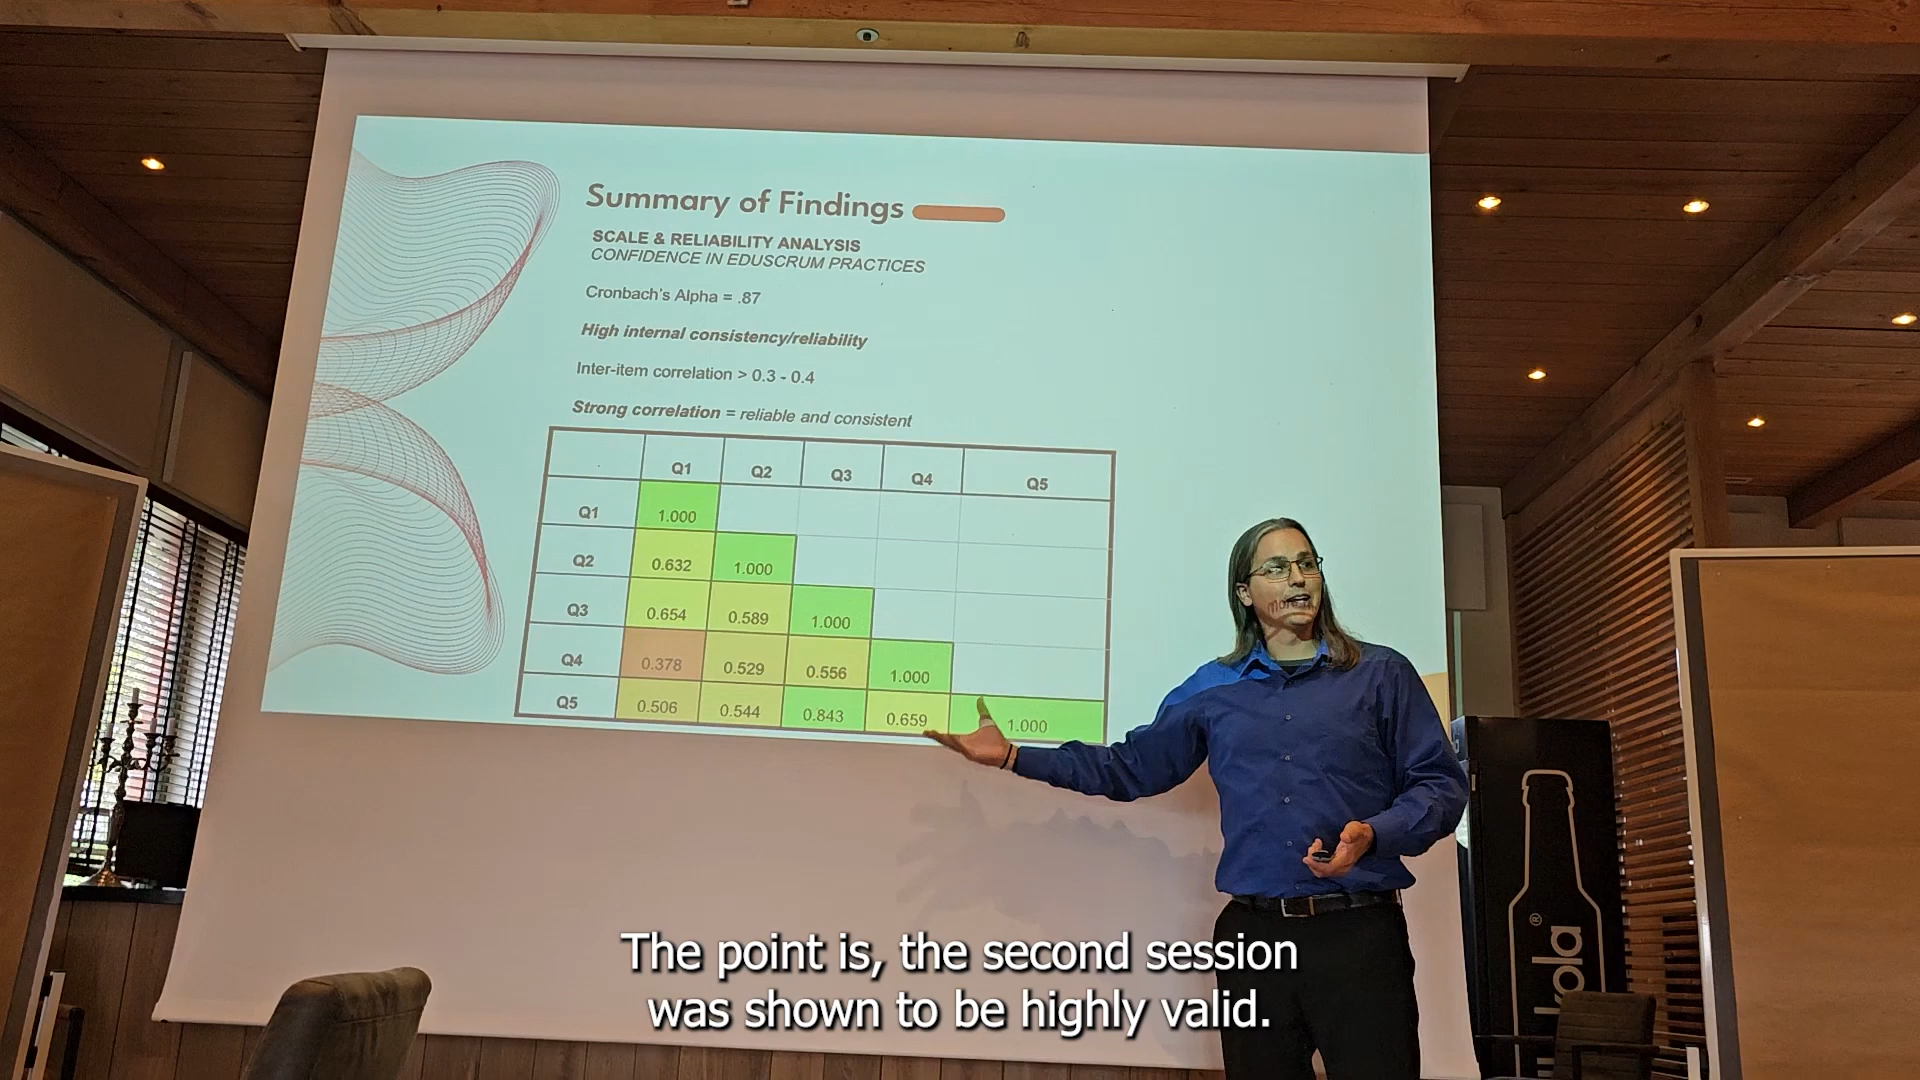 Summary of Findings
SCALE & RELIABILITY ANALYSIS
CONFIDENCE IN EDUSCRUM PRACTICES
Cronbach's Alpha = .87
High internal consistency/reliability
Inter-item correlation > 0.3 - 0.4
Strong correlation = reliable and consistent
Q1 Q2 Q3 Q4 Q5
Q1 1.000
Q2 0.632 1.000
Q3 0.654 0.589 1.000
Q4 0.378 0.529 0.556 1.000
Q5 0.506 0.544 0.843 0.659 1.000
The point is, the second session
was shown to be highly valid.